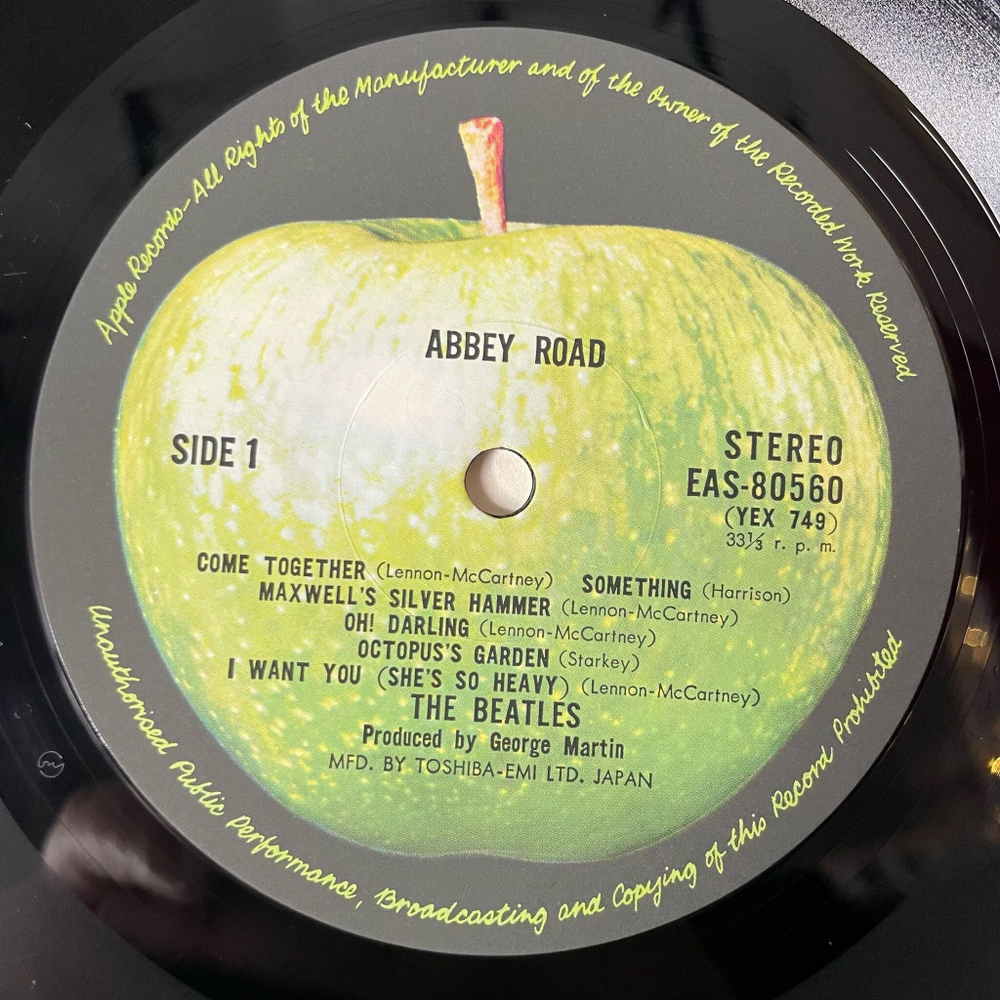 Apple Records—All Rights of the Manufacturer and of the Owner of the Recorded Work Reserved
ABBEY ROAD
SIDE 1
STEREO
EAS-80560
(YEX 749)
33⅓ r. p. m.
COME TOGETHER (Lennon-McCartney) SOMETHING (Harrison)
MAXWELL'S SILVER HAMMER (Lennon-McCartney)
OH! DARLING (Lennon-McCartney)
OCTOPUS'S GARDEN (Starkey)
I WANT YOU (SHE'S SO HEAVY) (Lennon-McCartney)
THE BEATLES
Produced by George Martin
MFD. BY TOSHIBA-EMI LTD. JAPAN
Unauthorised Public Performance, Broadcasting and Copying of this Record Prohibited